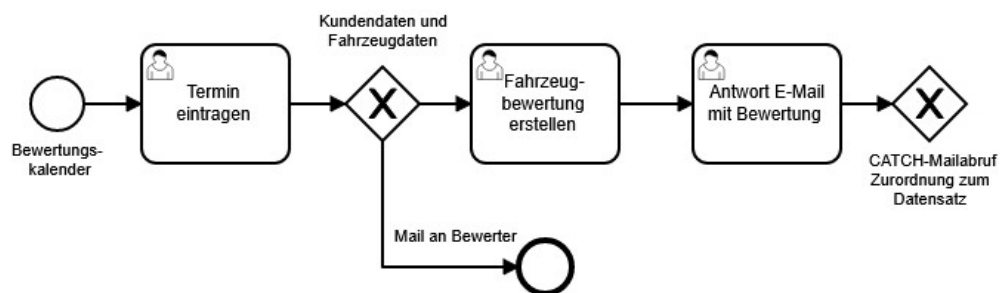 Kundendaten und
Fahrzeugdaten
Termin
eintragen
Fahrzeug-
bewertung
erstellen
Antwort E-Mail
mit Bewertung
Bewertungs-
kalender
CATCH-Mailabruf
Zurordnung zum
Datensatz
Mail an Bewerter